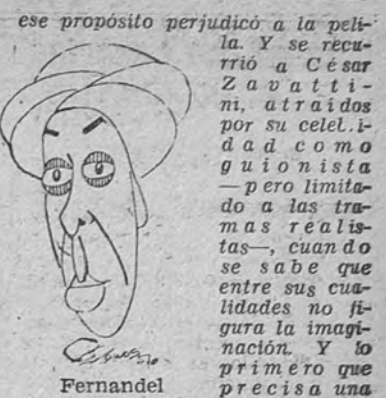 ese propósito perjudicó a la pelí-
la. Y se recu-
rrió a César
Zavatti-
ni, atraídos
por su celeb.i-
dad como
guionista
—pero limita-
do a las tra-
mas realis-
tas—, cuando
se sabe que
entre sus cua-
lidades no fi-
gura la imagi-
nación. Y lo
primero que
precisa una
Fernandel